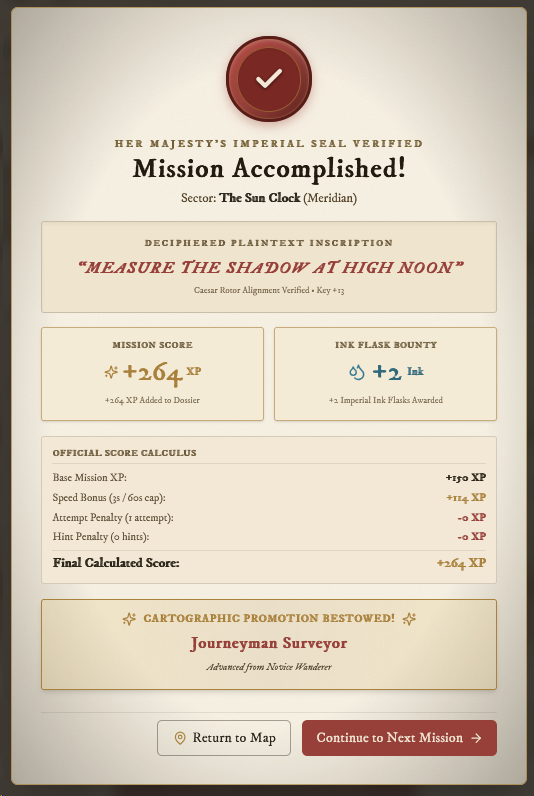 HER MAJESTY'S IMPERIAL SEAL VERIFIED
Mission Accomplished!
Sector: The Sun Clock (Meridian)
DECIPHERED PLAINTEXT INSCRIPTION
“MEASURE THE SHADOW AT HIGH NOON”
Caesar Rotor Alignment Verified • Key +13
MISSION SCORE
+264 XP
+264 XP Added to Dossier
INK FLASK BOUNTY
+2 Ink
+2 Imperial Ink Flasks Awarded
OFFICIAL SCORE CALCULUS
Base Mission XP: +150 XP
Speed Bonus (3s / 60s cap): +114 XP
Attempt Penalty (1 attempt): -0 XP
Hint Penalty (0 hints): -0 XP
Final Calculated Score: +264 XP
CARTOGRAPHIC PROMOTION BESTOWED!
Journeyman Surveyor
Advanced from Novice Wanderer
Return to Map
Continue to Next Mission